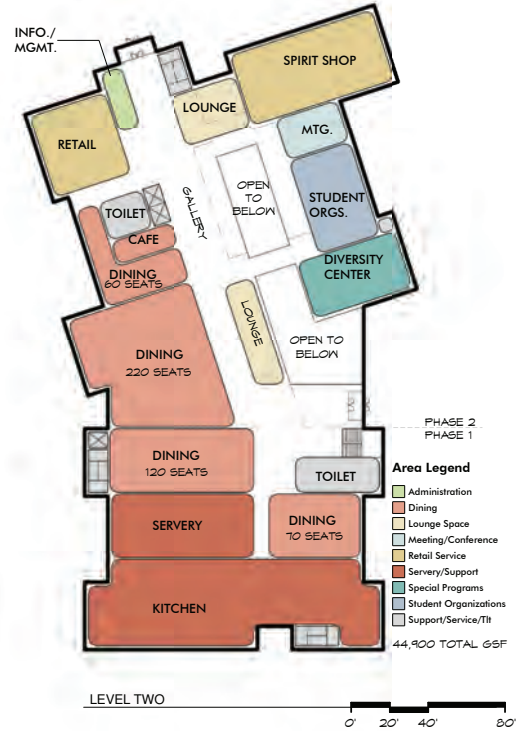 INFO./
MGMT.
SPIRIT SHOP
LOUNGE
RETAIL
MTG.
OPEN
TO
BELOW
STUDENT
ORGS.
GALLERY
TOILET
CAFE
DIVERSITY
CENTER
DINING
60 SEATS
LOUNGE
OPEN TO
BELOW
DINING
220 SEATS
PHASE 2
PHASE 1
DINING
120 SEATS
TOILET
SERVERY
DINING
70 SEATS
KITCHEN
Area Legend
Administration
Dining
Lounge Space
Meeting/Conference
Retail Service
Servery/Support
Special Programs
Student Organizations
Support/Service/Tlt
44,900 TOTAL GSF
LEVEL TWO
0' 20' 40' 80'